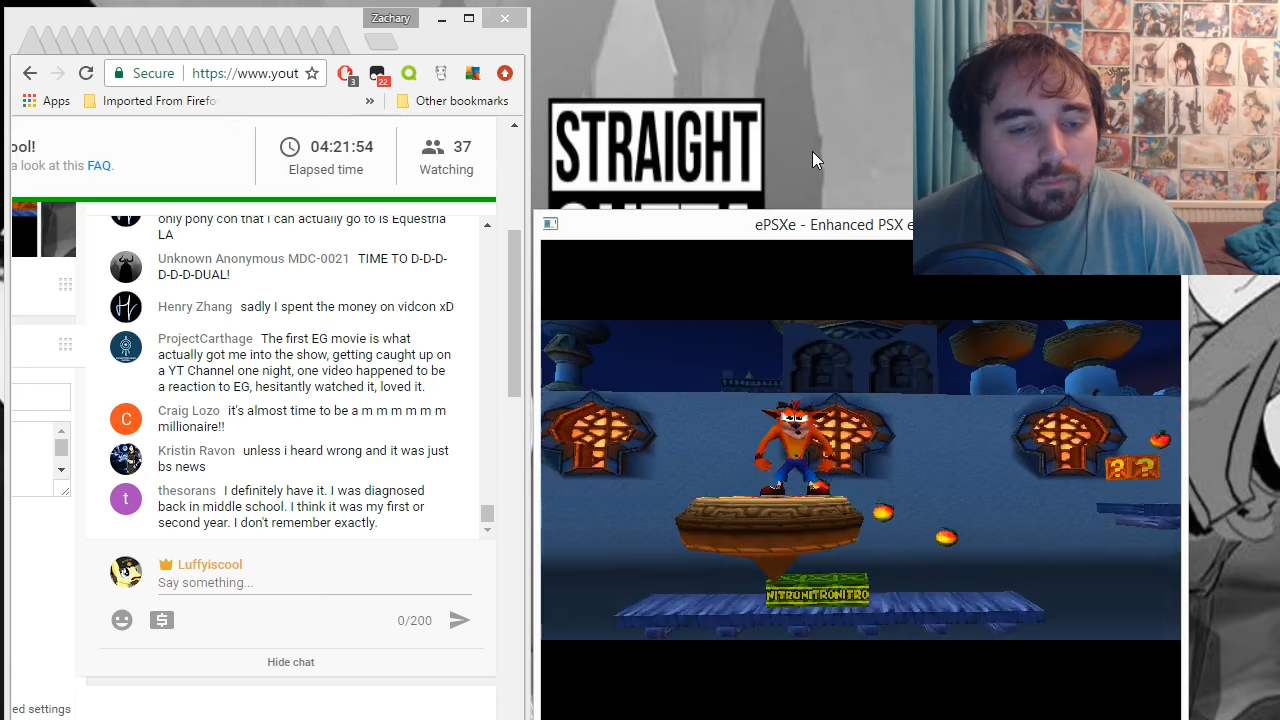 Zachary
Secure
https://www.yout
3
22
Apps
Imported From Firefo
»
Other bookmarks
ool!
a look at this FAQ.
04:21:54
Elapsed time
37
Watching
only pony con that I can actually go to is Equestria
LA
Unknown Anonymous MDC-0021 TIME TO D-D-D-
D-D-D-DUAL!
Henry Zhang sadly I spent the money on vidcon xD
ProjectCarthage The first EG movie is what
actually got me into the show, getting caught up on
a YT Channel one night, one video happened to be
a reaction to EG, hesitantly watched it, loved it.
C
Craig Lozo it's almost time to be a m m m m m m
millionaire!!
Kristin Ravon unless i heard wrong and it was just
bs news
t
thesorans I definitely have it. I was diagnosed
back in middle school. I think it was my first or
second year. I don't remember exactly.
Luffyiscool
Say something...
0/200
Hide chat
ed settings
STRAIGHT
ePSXe - Enhanced PSX e
? ?
NITRONITRONITRO